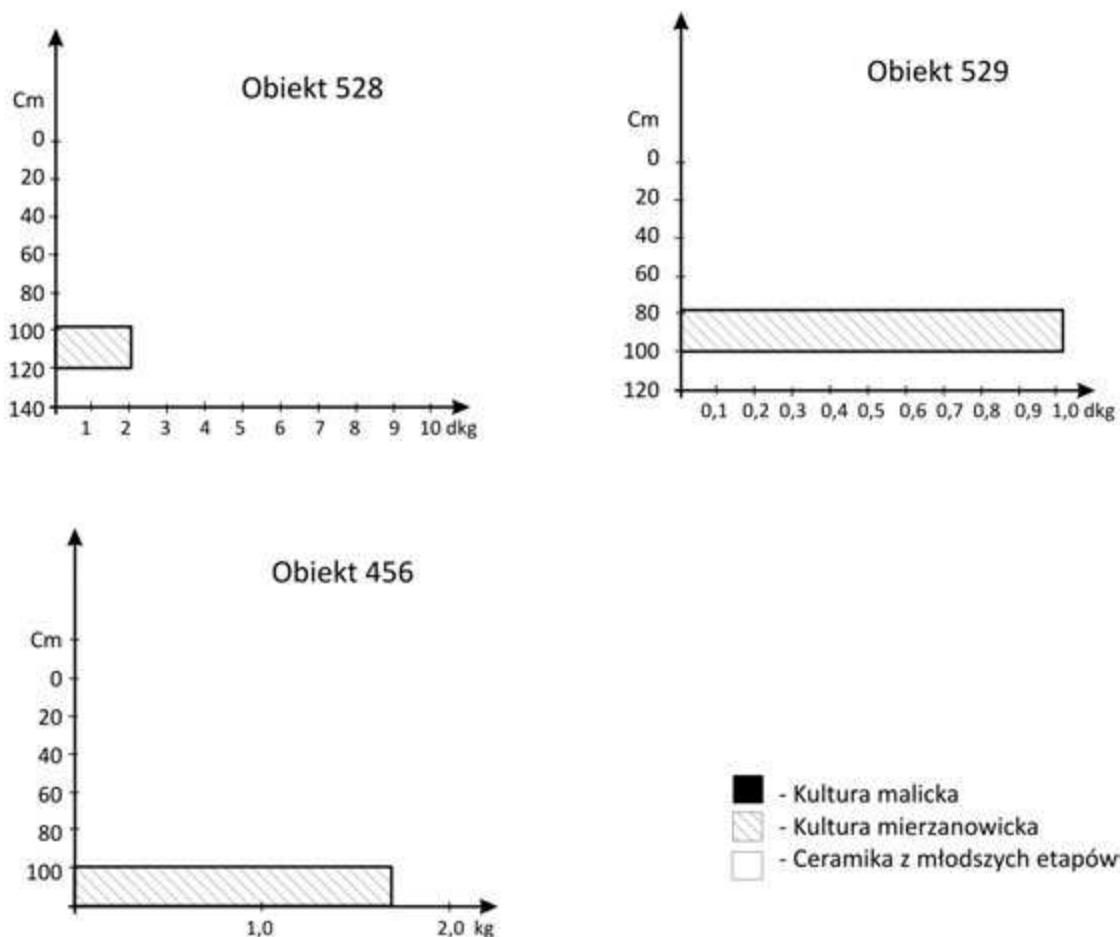 Obiekt 528
Cm
0
20
40
60
80
100
120
140
1 2 3 4 5 6 7 8 9 10 dkg
Obiekt 529
Cm
0
20
40
60
80
100
120
0,1 0,2 0,3 0,4 0,5 0,6 0,7 0,8 0,9 1,0 dkg
Obiekt 456
Cm
0
20
40
60
80
100
1,0 2,0 kg
- Kultura malicka
- Kultura mierzanowicka
- Ceramika z młodszych etapów